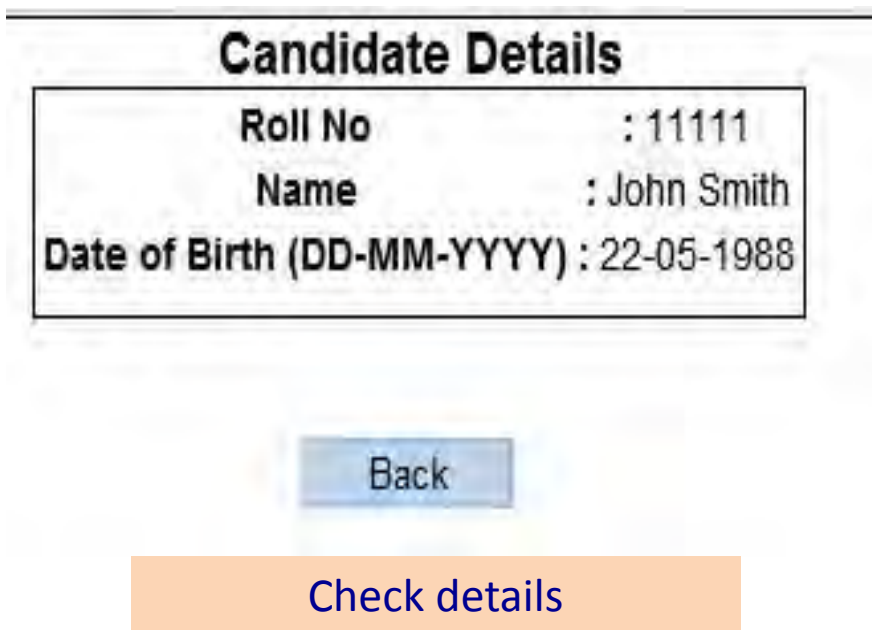 Candidate Details
Roll No : 11111
Name : John Smith
Date of Birth (DD-MM-YYYY) : 22-05-1988
Back
Check details